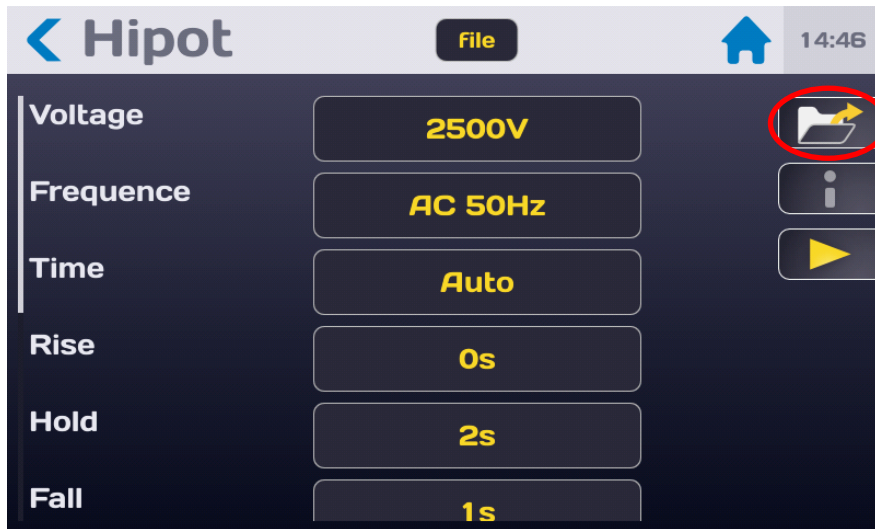 Hipot
file
14:46
Voltage
2500V
Frequence
AC 50Hz
Time
Auto
Rise
0s
Hold
2s
Fall
1s